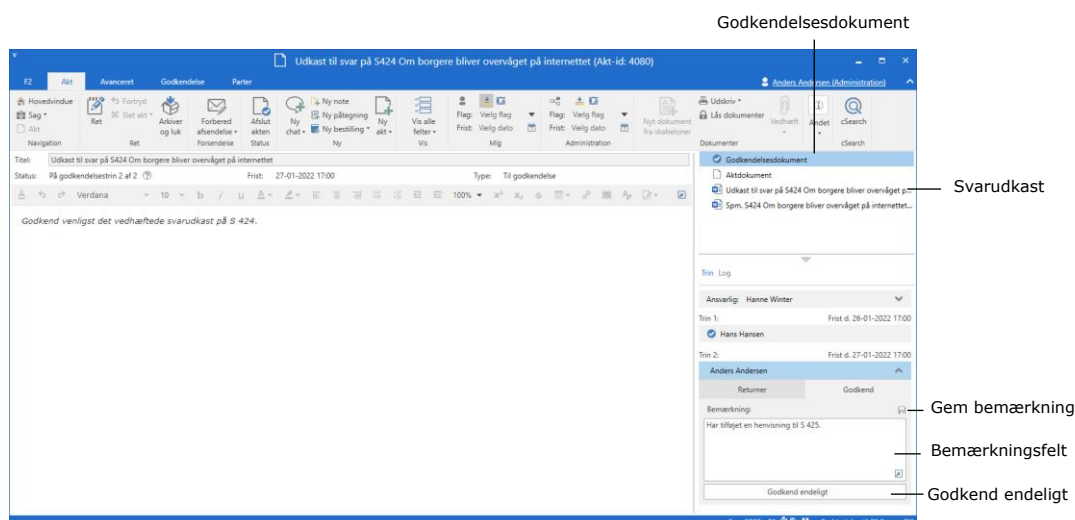 Godkendelsesdokument
Udkast til svar på S424 Om borgere bliver overvåget på internettet (Akt-id: 4080)
F2 Akt Avanceret Godkendelse Parter Anders Andersen (Administration)
Hovedvindue Fortryd Ny note Flag: Vælg flag Flag: Vælg flag Udskriv
Sag Ret Slet akt Arkiver og luk Forbered afsendelse Afslut akten Ny chat Ny påtegning Ny akt Vis alle felter Nyt dokument fra skabeloner Lås dokumenter Vedhæft Andet cSearch
Akt Ny bestilling Frist: Vælg dato Frist: Vælg dato
Navigation Ret Forsendelse Status Ny Vis Mig Administration Dokumenter cSearch
Titel: Udkast til svar på S424 Om borgere bliver overvåget på internettet
Status: På godkendelsestrin 2 af 2 Frist: 27-01-2022 17:00 Type: Til godkendelse
Verdana 10 b i u 100%
Godkend venligst det vedhæftede svarudkast på S 424.
Godkendelsesdokument
Aktdokument
Udkast til svar på S424 Om borgere bliver overvåget p...
Svarudkast
Spm. S424 Om borgere bliver overvåget på internettet...
Trin Log
Ansvarlig: Hanne Winter
Trin 1: Frist d. 26-01-2022 17:00
Hans Hansen
Trin 2: Frist d. 27-01-2022 17:00
Anders Andersen
Returner Godkend
Bemærkning:
Gem bemærkning
Har tilføjet en henvisning til S 425.
Bemærkningsfelt
Godkend endeligt
Godkend endeligt